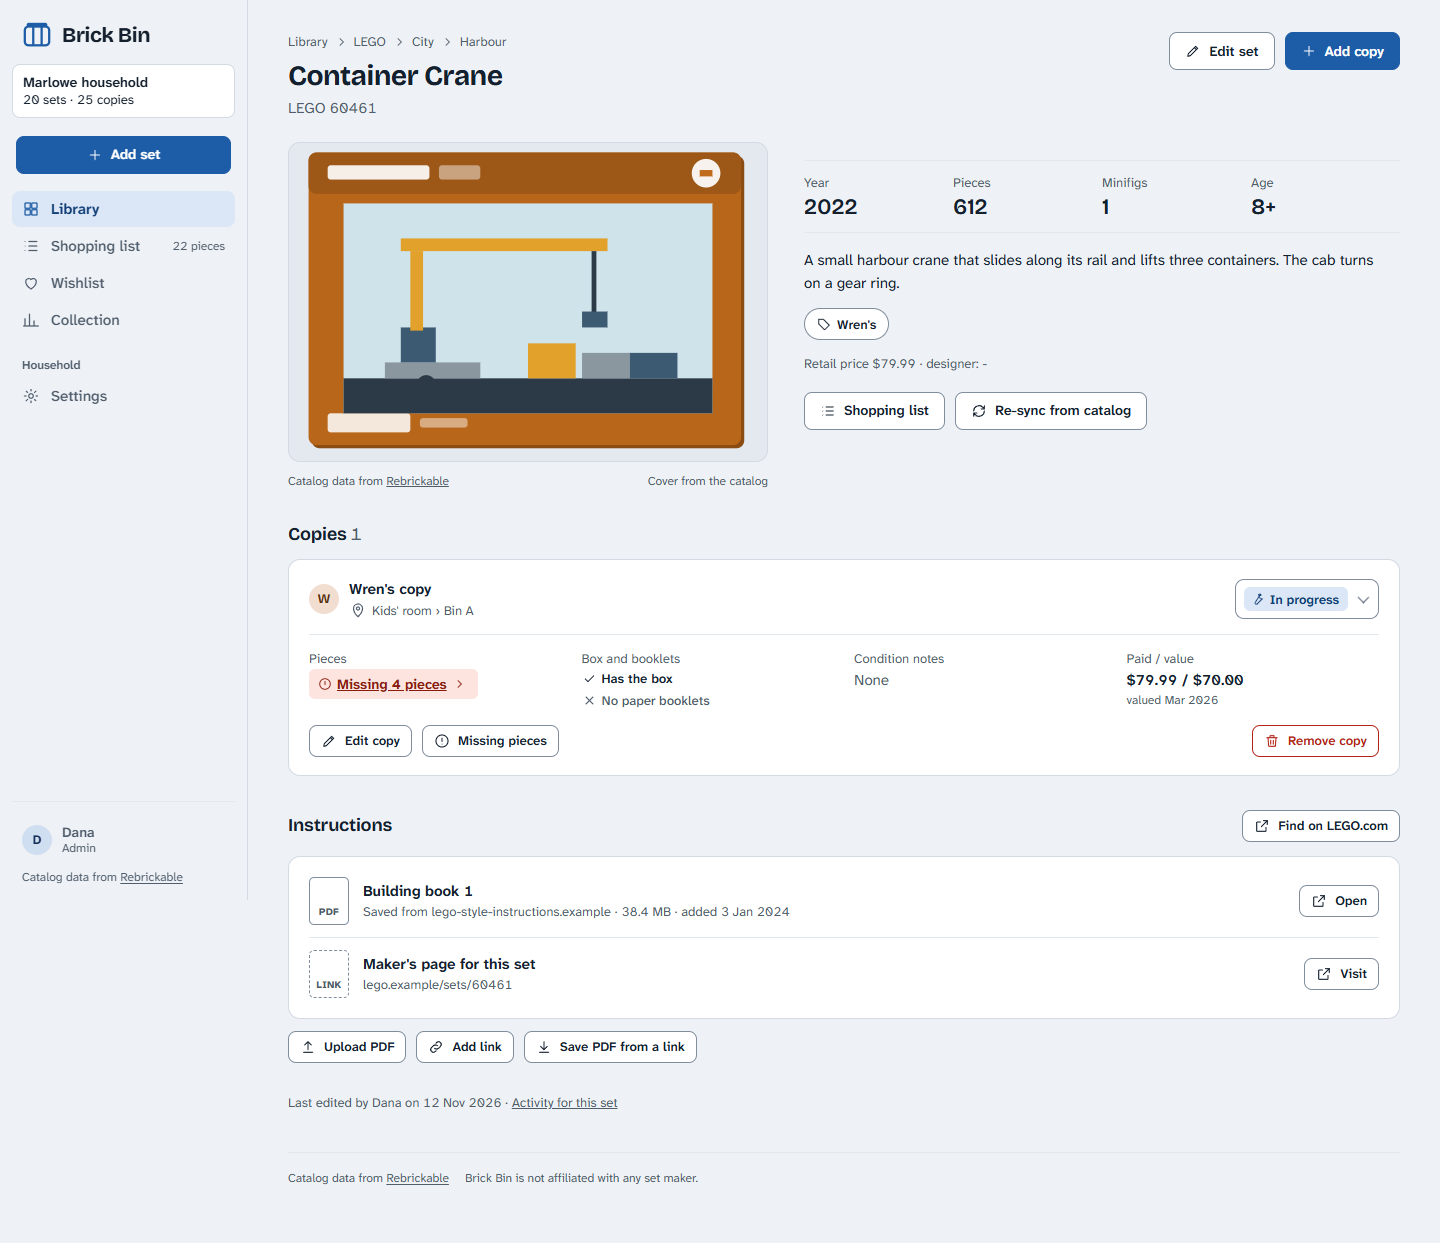 Brick Bin
Marlowe household
20 sets · 25 copies
Add set
Library
Shopping list 22 pieces
Wishlist
Collection
Household
Settings
D
Dana
Admin
Catalog data from Rebrickable
Library > LEGO > City > Harbour
Container Crane
LEGO 60461
Edit set
Add copy
Year
2022
Pieces
612
Minifigs
1
Age
8+
A small harbour crane that slides along its rail and lifts three containers. The cab turns
on a gear ring.
Wren's
Retail price $79.99 · designer: -
Shopping list
Re-sync from catalog
Catalog data from Rebrickable
Cover from the catalog
Copies 1
W
Wren's copy
Kids' room › Bin A
In progress
Pieces
Missing 4 pieces
Box and booklets
Has the box
No paper booklets
Condition notes
None
Paid / value
$79.99 / $70.00
valued Mar 2026
Edit copy
Missing pieces
Remove copy
Instructions
Find on LEGO.com
PDF
Building book 1
Saved from lego-style-instructions.example · 38.4 MB · added 3 Jan 2024
Open
LINK
Maker's page for this set
lego.example/sets/60461
Visit
Upload PDF
Add link
Save PDF from a link
Last edited by Dana on 12 Nov 2026 · Activity for this set
Catalog data from Rebrickable
Brick Bin is not affiliated with any set maker.